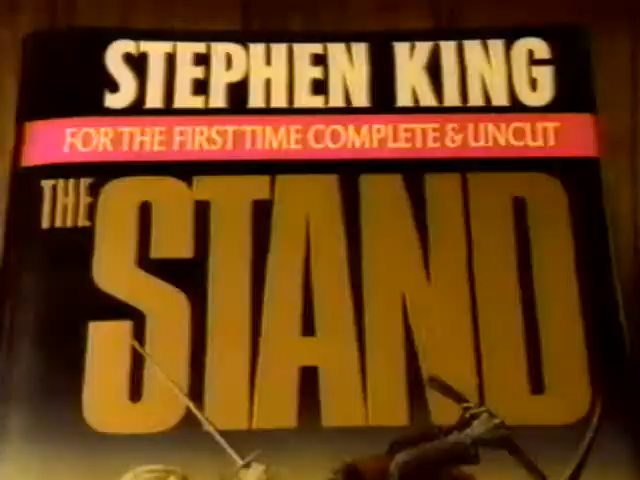 STEPHEN KING
FOR THE FIRST TIME COMPLETE & UNCUT
THE STAND